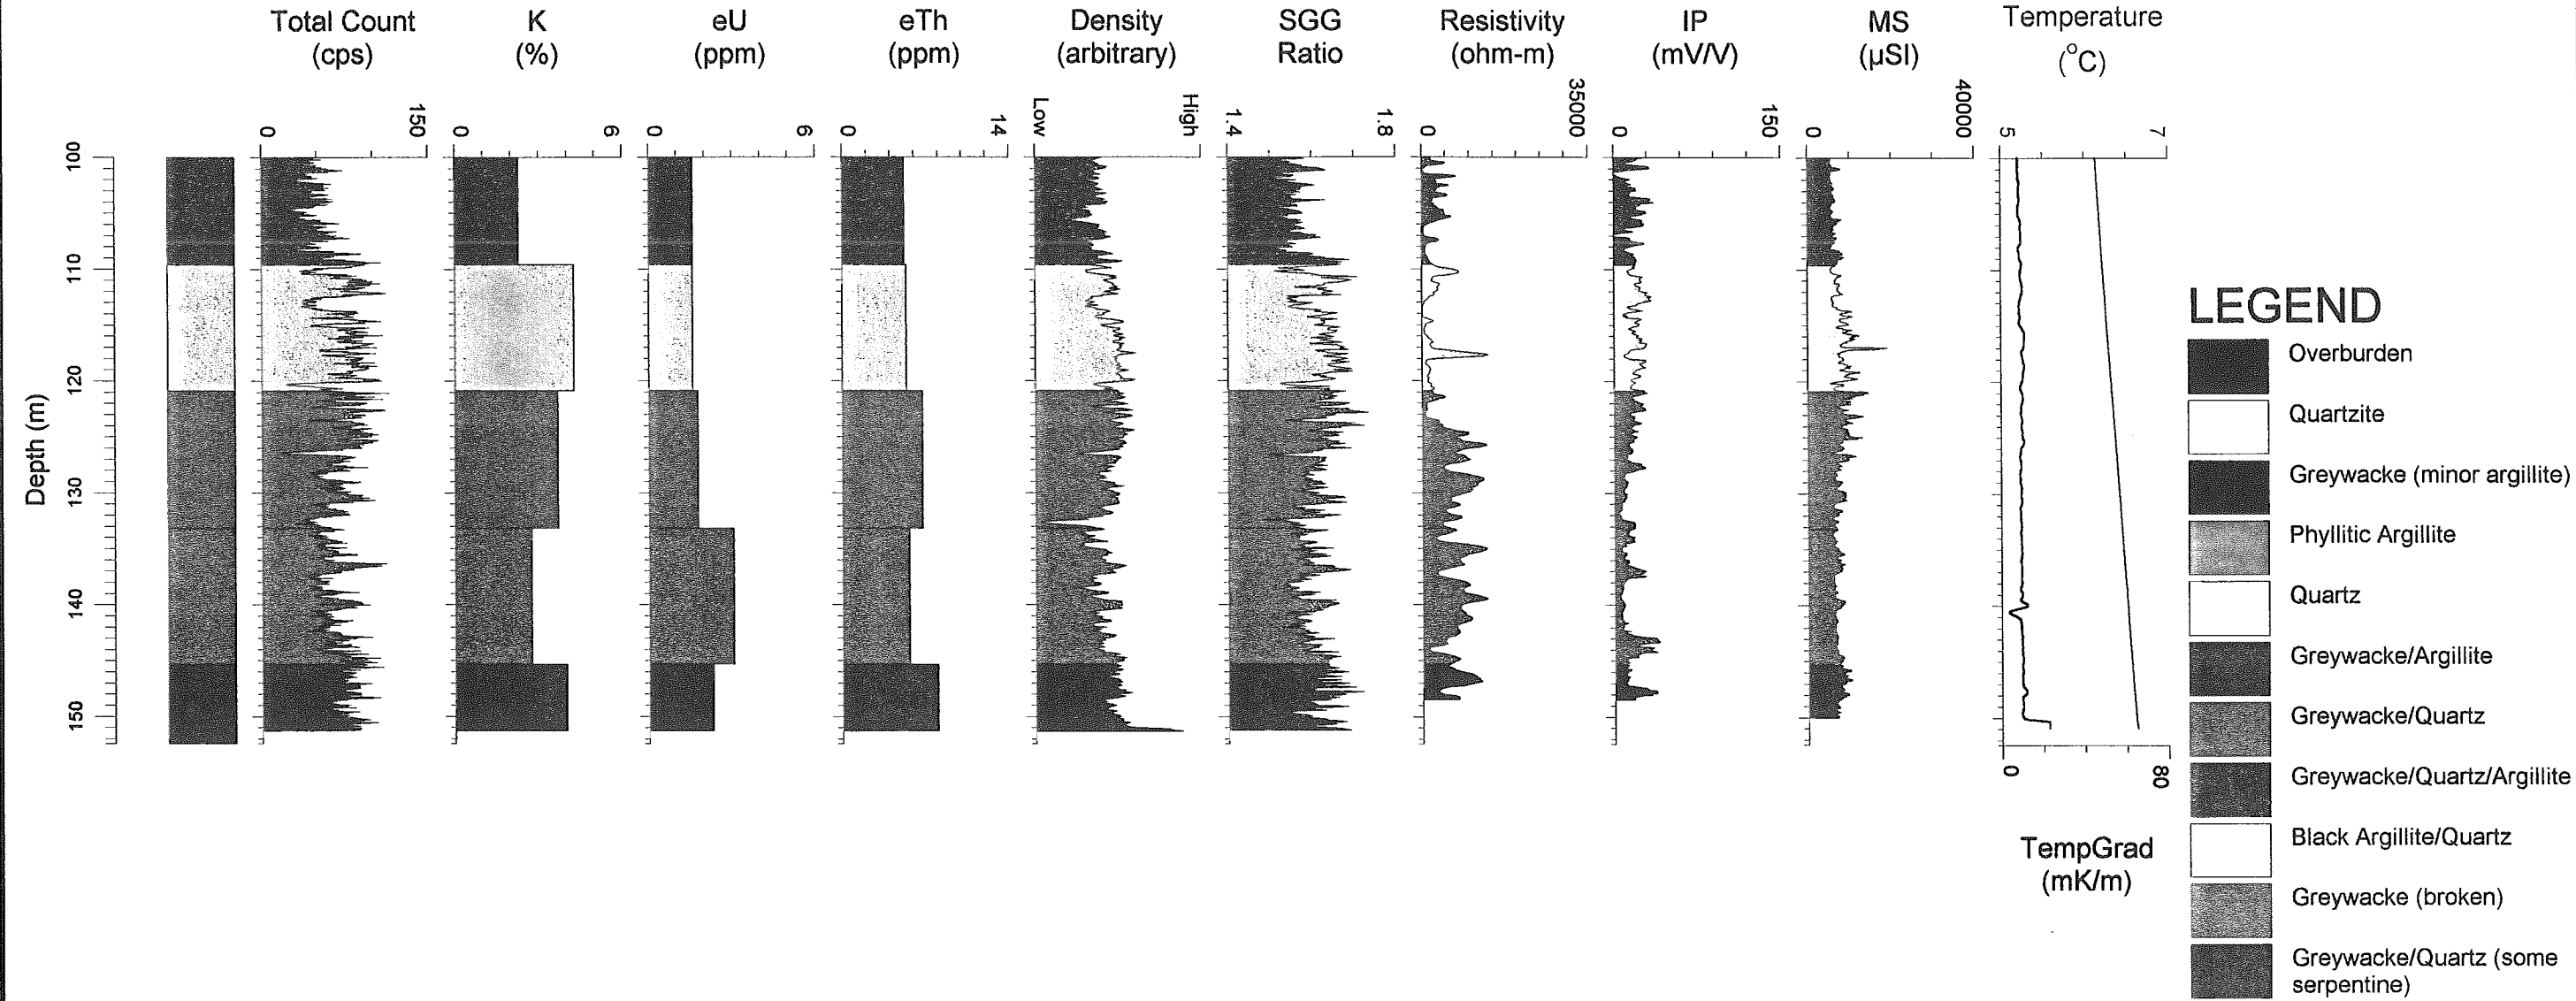 Total Count
(cps)
K
(%)
eU
(ppm)
eTh
(ppm)
Density
(arbitrary)
SGG
Ratio
Resistivity
(ohm-m)
IP
(mV/V)
MS
(µSI)
Temperature
(°C)
0 150
0 6
0 6
0 14
Low High
1.4 1.8
0 35000
0 150
0 40000
5 7
Depth (m)
100
110
120
130
140
150
0 80
TempGrad
(mK/m)
LEGEND
Overburden
Quartzite
Greywacke (minor argillite)
Phyllitic Argillite
Quartz
Greywacke/Argillite
Greywacke/Quartz
Greywacke/Quartz/Argillite
Black Argillite/Quartz
Greywacke (broken)
Greywacke/Quartz (some
serpentine)